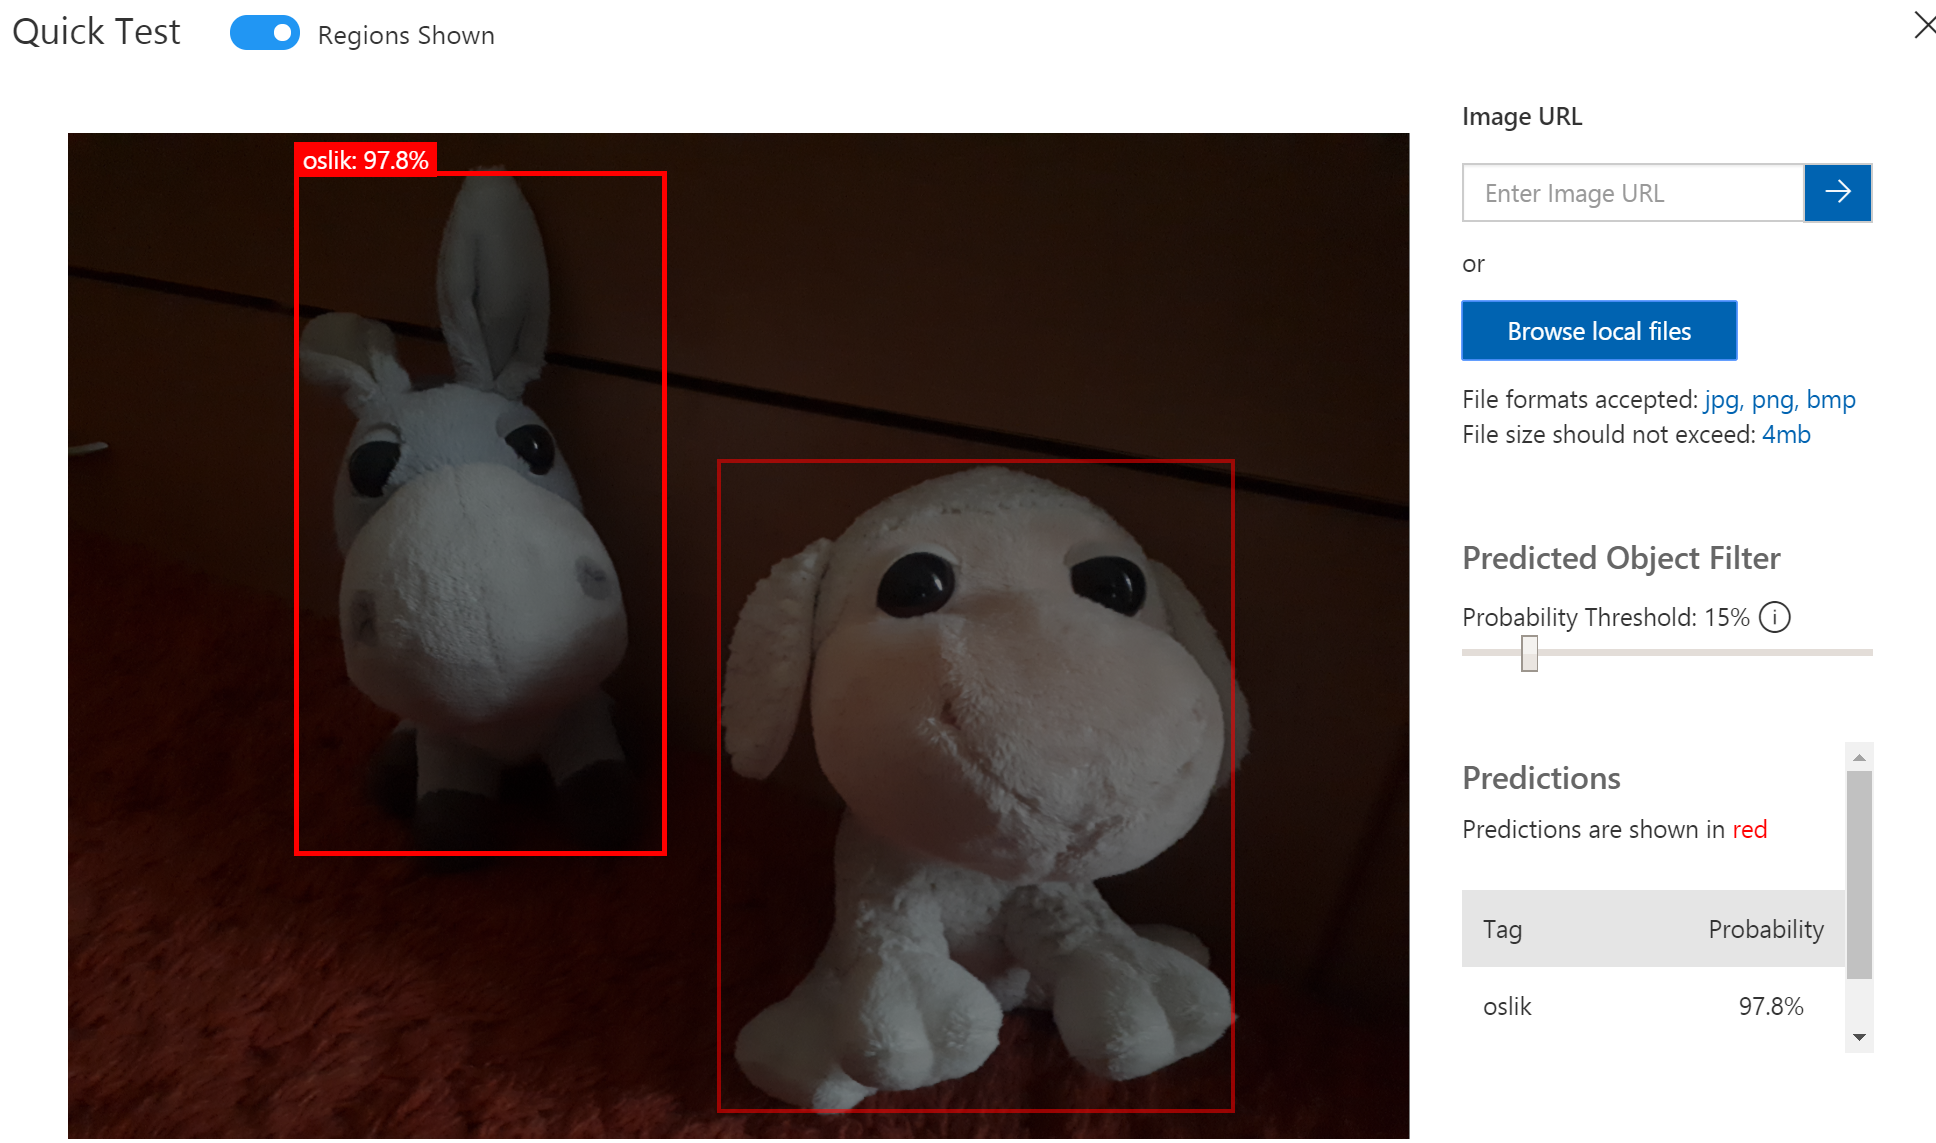 Quick Test
Regions Shown
oslik: 97.8%
Image URL
Enter Image URL
or
Browse local files
File formats accepted: jpg, png, bmp
File size should not exceed: 4mb
Predicted Object Filter
Probability Threshold: 15% i
Predictions
Predictions are shown in red
Tag Probability
oslik 97.8%